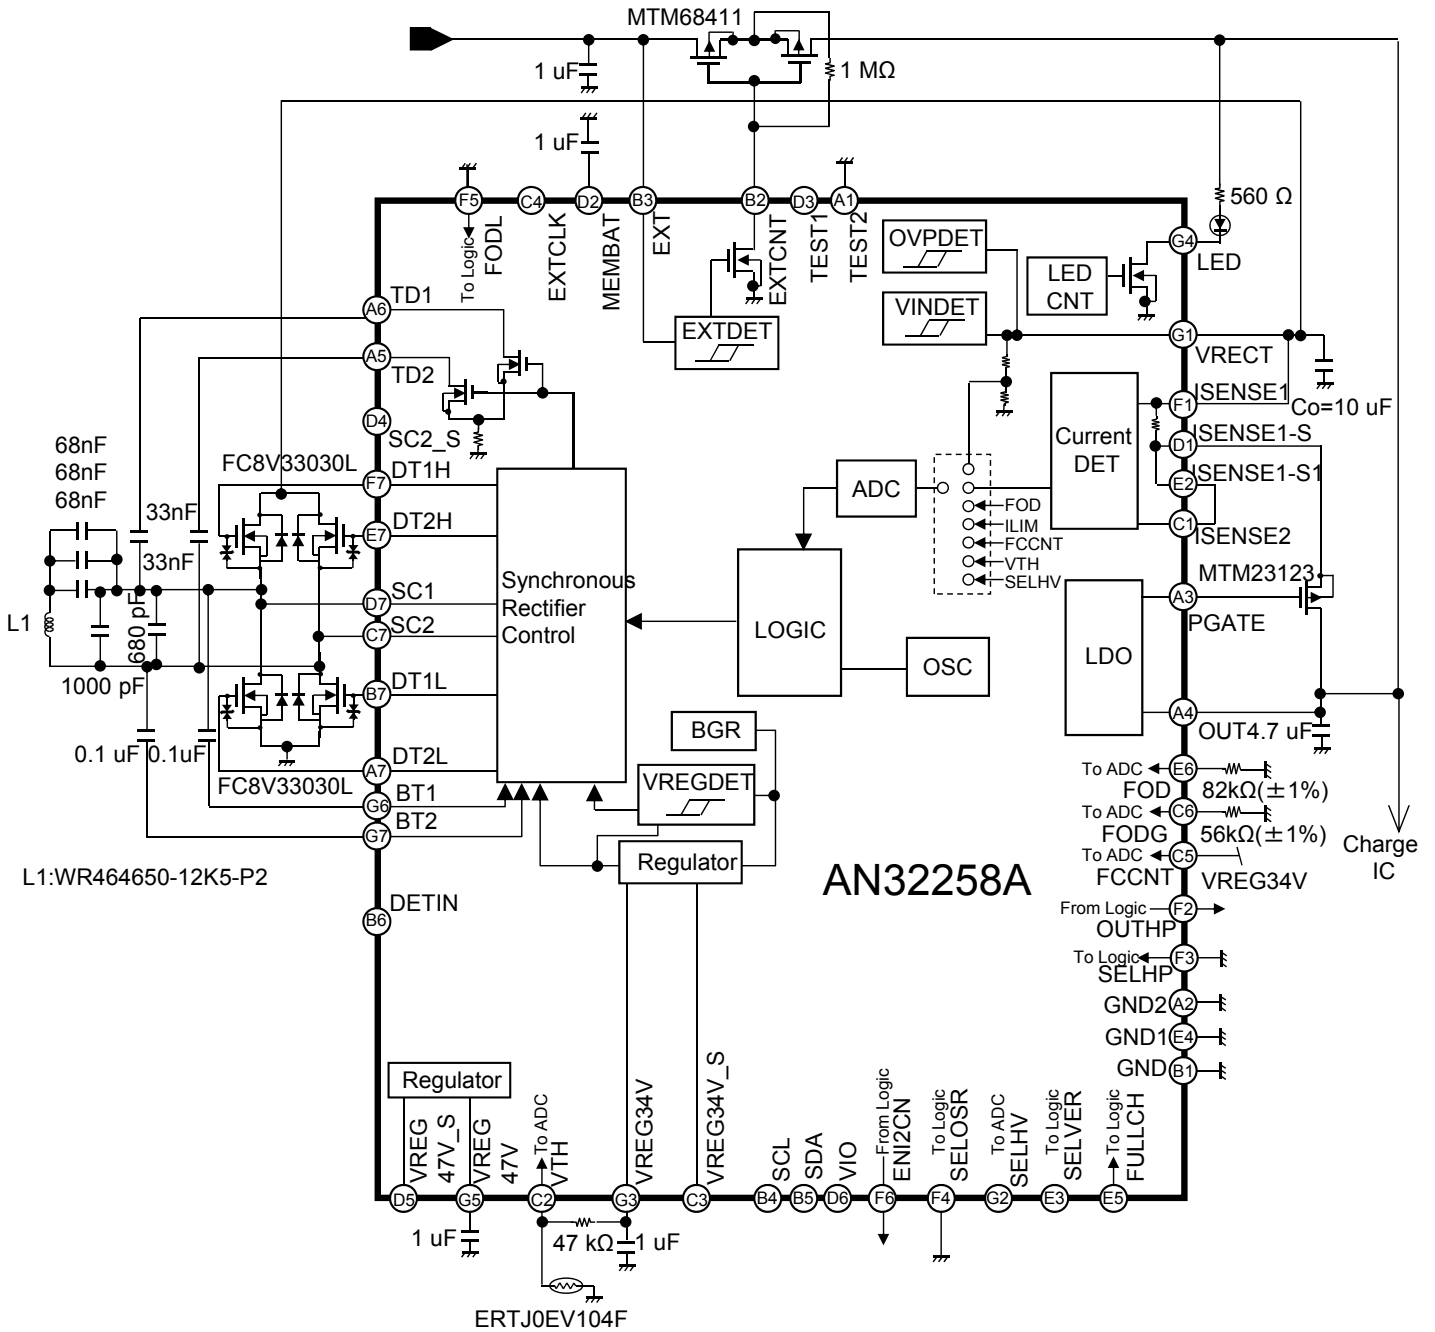 MTM68411
1 uF
1 MΩ
1 uF
560 Ω
F5
C4
D2
B3
B2
D3
A1
To Logic
FODL
EXTCLK
MEMBAT
EXT
EXTCNT
TEST1
TEST2
OVPDET
LED
CNT
G4
LED
VINDET
EXTDET
G1
VRECT
A6
TD1
A5
TD2
D4
SC2_S
Co=10 uF
ISENSE1
F1
ISENSE1-S
D1
ISENSE1-S1
E2
C1
ISENSE2
Current
DET
68nF
68nF
68nF
FC8V33030L
DT1H
F7
33nF
DT2H
E7
33nF
ADC
FOD
ILIM
FCCNT
VTH
SELHV
Synchronous
Rectifier
Control
SC1
D7
SC2
C7
L1
680 pF
1000 pF
LOGIC
OSC
LDO
MTM23123
A3
PGATE
DT1L
B7
A4
OUT
4.7 uF
0.1 uF
0.1uF
FC8V33030L
DT2L
A7
BT1
G6
BT2
G7
BGR
VREGDET
Regulator
To ADC
E6
FOD
82kΩ(±1%)
To ADC
C6
FODG
56kΩ(±1%)
To ADC
C5
FCCNT
VREG34V
Charge
IC
L1:WR464650-12K5-P2
AN32258A
DETIN
B6
From Logic
F2
OUTHP
To Logic
F3
SELHP
GND2
A2
GND1
E4
GND
B1
Regulator
VREG
47V_S
VREG
47V
To ADC
VTH
VREG34V
VREG34V_S
SCL
SDA
VIO
From Logic
ENI2CN
To Logic
SELOSR
To ADC
SELHV
To Logic
SELVER
To Logic
FULLCH
D5
G5
C2
G3
C3
B4
B5
D6
F6
F4
G2
E3
E5
1 uF
47 kΩ
1 uF
ERTJ0EV104F